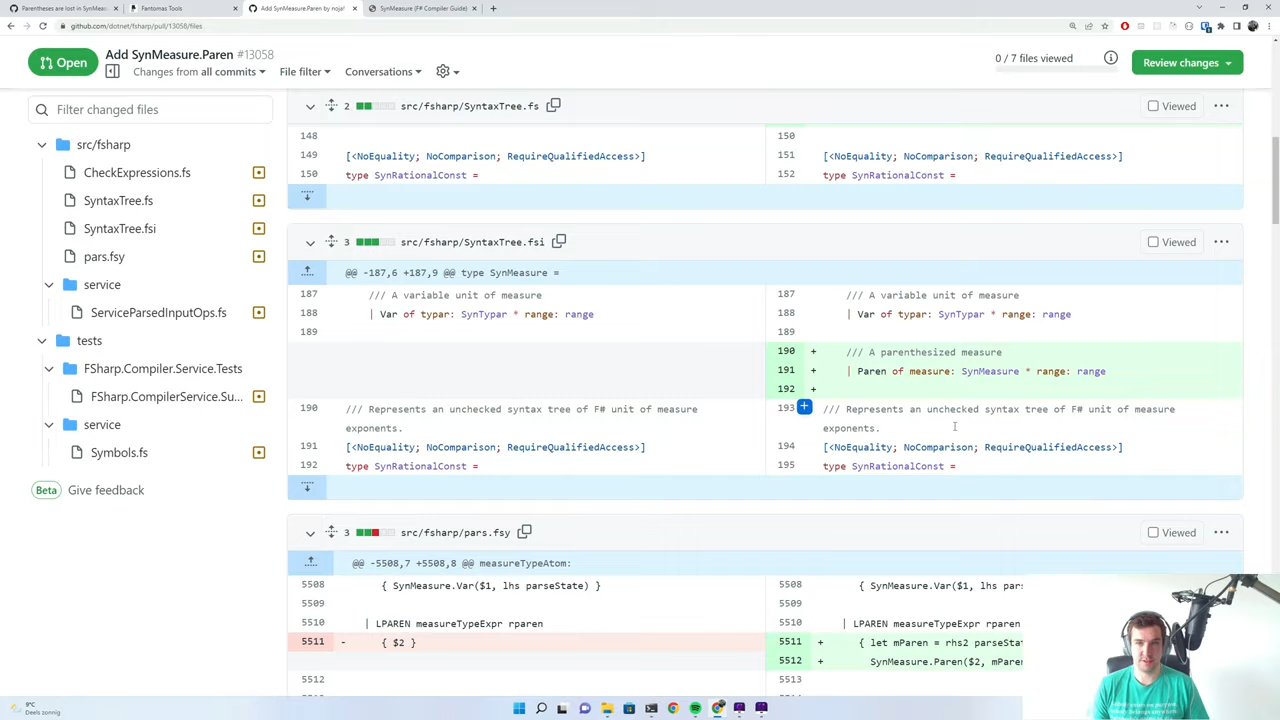 Parentheses are lost in SynMeas
Fantomas Tools
Add SynMeasure.Paren by nojaf
SynMeasure (F# Compiler Guide)
github.com/dotnet/fsharp/pull/13058/files
Open
Add SynMeasure.Paren #13058
Changes from all commits
File filter
Conversations
0 / 7 files viewed
Review changes
Filter changed files
src/fsharp
CheckExpressions.fs
SyntaxTree.fs
SyntaxTree.fsi
pars.fsy
service
ServiceParsedInputOps.fs
tests
FSharp.Compiler.Service.Tests
FSharp.CompilerService.Su...
service
Symbols.fs
Beta Give feedback
2 src/fsharp/SyntaxTree.fs
Viewed
148 150
149 [<NoEquality; NoComparison; RequireQualifiedAccess>] 151 [<NoEquality; NoComparison; RequireQualifiedAccess>]
150 type SynRationalConst = 152 type SynRationalConst =
3 src/fsharp/SyntaxTree.fsi
Viewed
@@ -187,6 +187,9 @@ type SynMeasure =
187 /// A variable unit of measure 187 /// A variable unit of measure
188 | Var of typar: SynTypar * range: range 188 | Var of typar: SynTypar * range: range
189 189
190 + /// A parenthesized measure
191 + | Paren of measure: SynMeasure * range: range
192 +
190 /// Represents an unchecked syntax tree of F# unit of measure 193 /// Represents an unchecked syntax tree of F# unit of measure
exponents. exponents.
191 [<NoEquality; NoComparison; RequireQualifiedAccess>] 194 [<NoEquality; NoComparison; RequireQualifiedAccess>]
192 type SynRationalConst = 195 type SynRationalConst =
3 src/fsharp/pars.fsy
Viewed
@@ -5508,7 +5508,8 @@ measureTypeAtom:
5508 { SynMeasure.Var($1, lhs parseState) } 5508 { SynMeasure.Var($1, lhs pars
5509 5509
5510 | LPAREN measureTypeExpr rparen 5510 | LPAREN measureTypeExpr rparen
5511 - { $2 } 5511 + { let mParen = rhs2 parseStat
5512 + SynMeasure.Paren($2, mParen
5512 5513
9°C
Deels zonnig